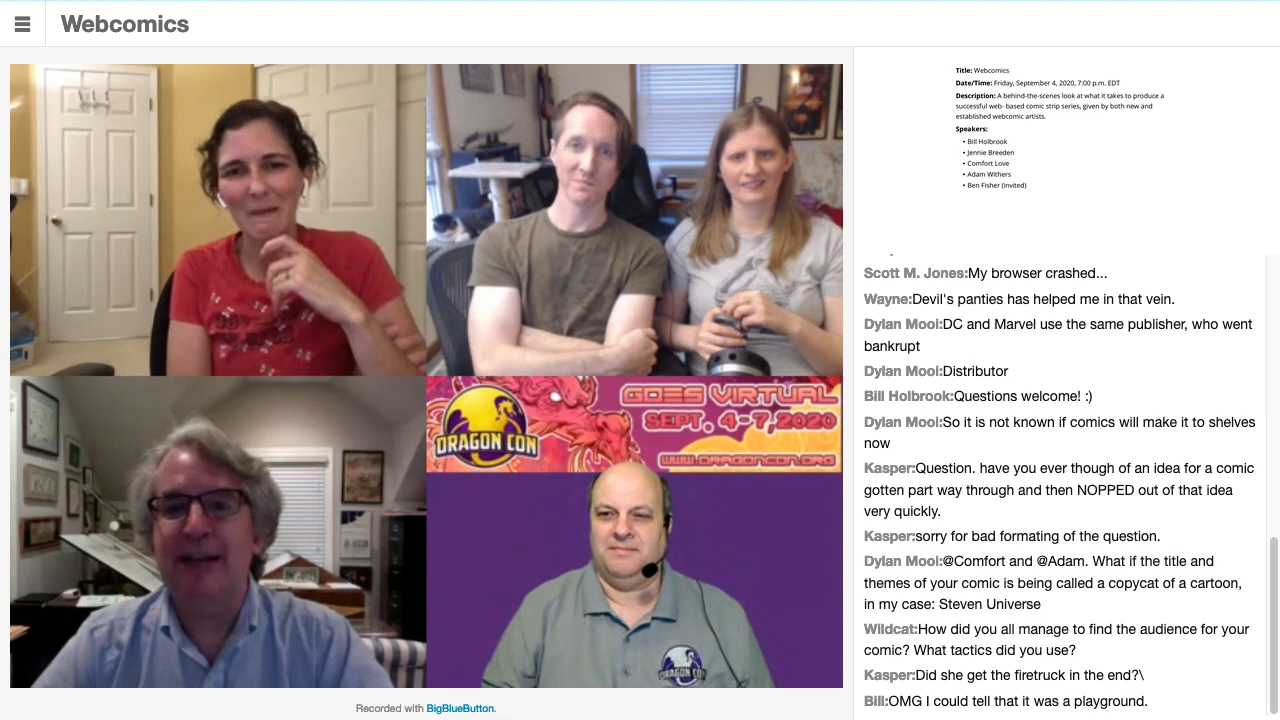 Webcomics
Title: Webcomics
Date/Time: Friday, September 4, 2020, 7:00 p.m. EDT
Description: A behind-the-scenes look at what it takes to produce a
successful web- based comic strip series, given by both new and
established webcomic artists.
Speakers:
• Bill Holbrook
• Jennie Breeden
• Comfort Love
• Adam Withers
• Ben Fisher (invited)
GOES VIRTUAL
SEPT. 4-7, 2020
DRAGON CON
WWW.DRAGONCON.ORG
DRAGON CON
Scott M. Jones:My browser crashed...
Wayne:Devil's panties has helped me in that vein.
Dylan Mooi:DC and Marvel use the same publisher, who went
bankrupt
Dylan Mooi:Distributor
Bill Holbrook:Questions welcome! :)
Dylan Mooi:So it is not known if comics will make it to shelves
now
Kasper:Question. have you ever though of an idea for a comic
gotten part way through and then NOPPED out of that idea
very quickly.
Kasper:sorry for bad formating of the question.
Dylan Mooi:@Comfort and @Adam. What if the title and
themes of your comic is being called a copycat of a cartoon,
in my case: Steven Universe
Wildcat:How did you all manage to find the audience for your
comic? What tactics did you use?
Kasper:Did she get the firetruck in the end?\
Bill:OMG I could tell that it was a playground.
Recorded with BigBlueButton.